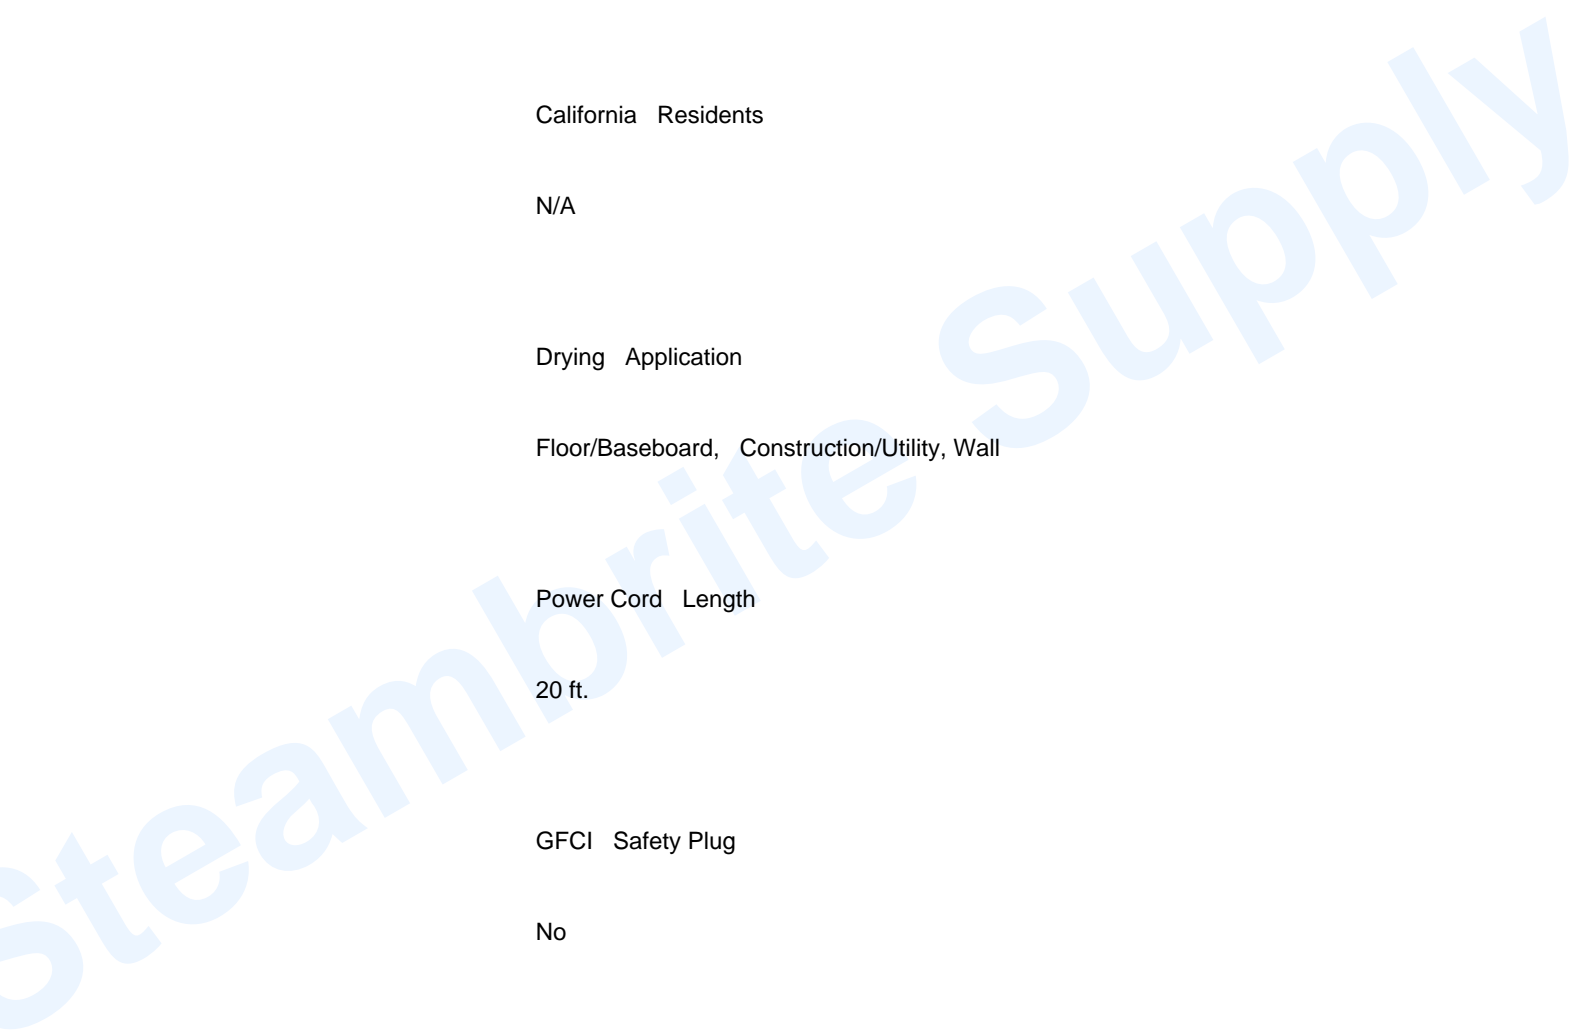 California Residents
N/A
Drying Application
Floor/Baseboard, Construction/Utility, Wall
Power Cord Length
20 ft.
GFCI Safety Plug
No
Steambrite Supply